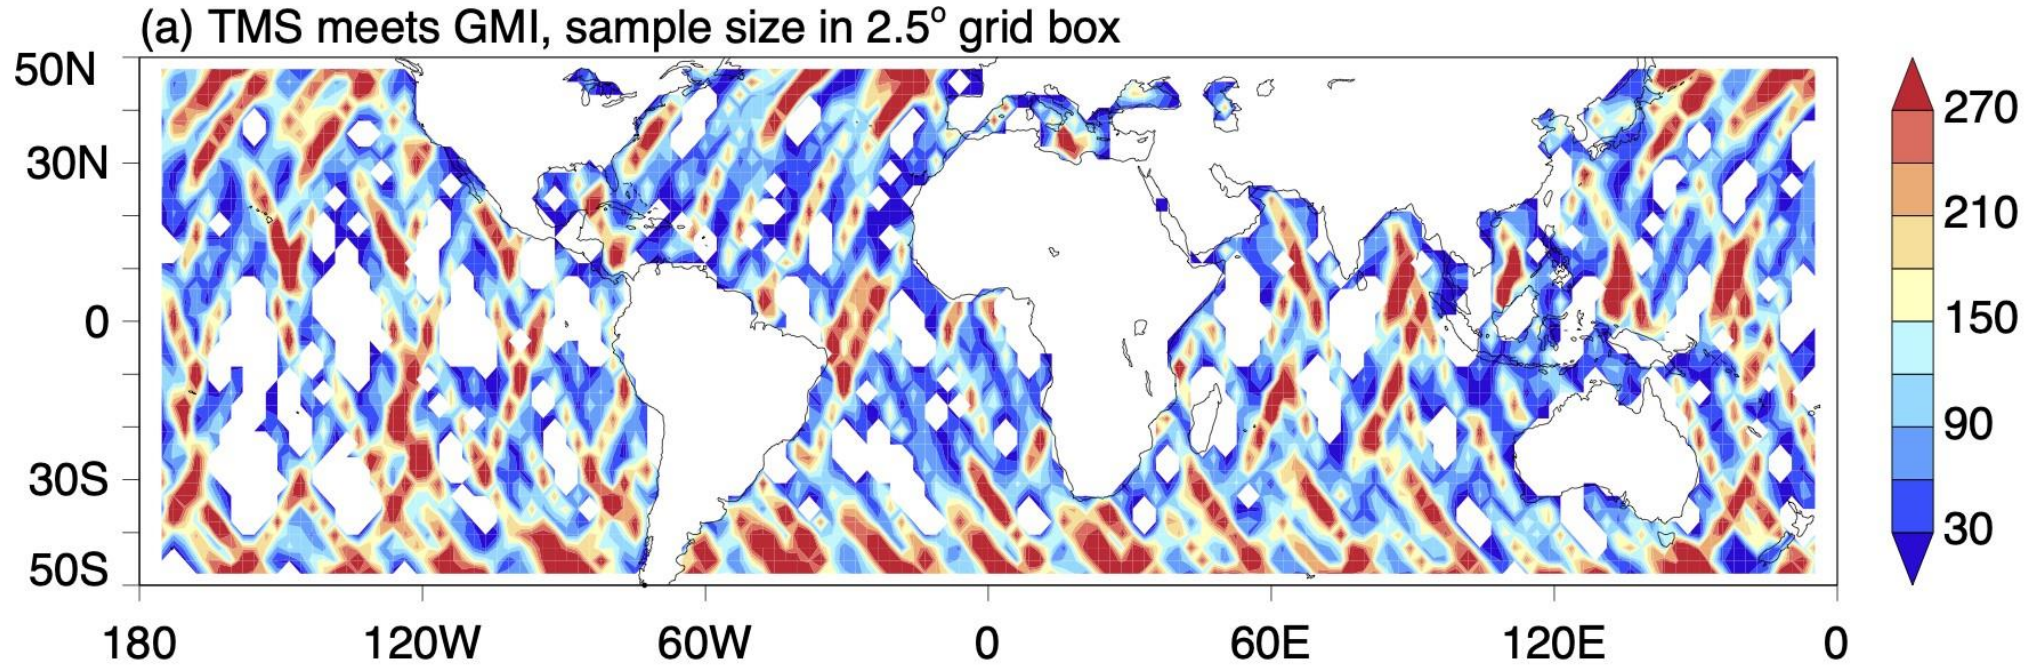 (a) TMS meets GMI, sample size in 2.5° grid box
50N
30N
0
30S
50S
180 120W 60W 0 60E 120E 0
270
210
150
90
30